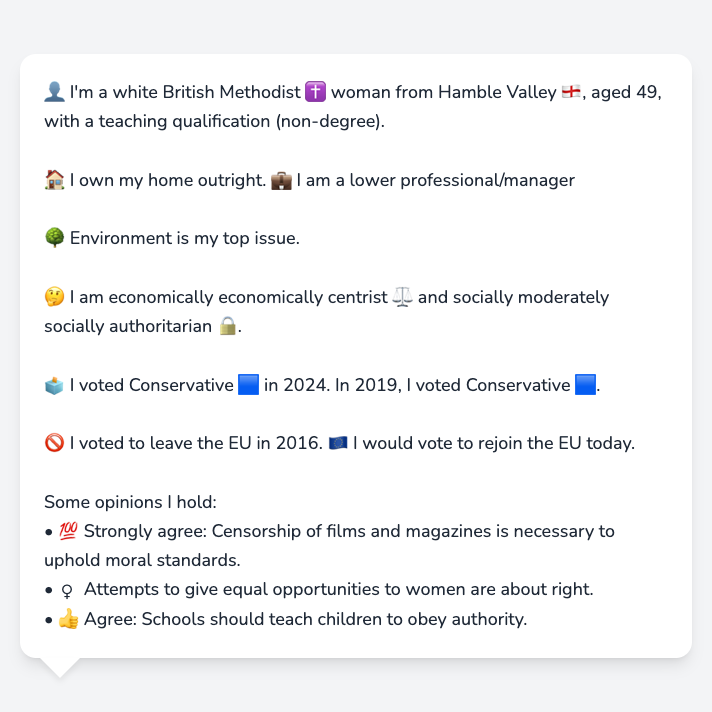 👤 I'm a white British Methodist ✝️ woman from Hamble Valley 🏴󠁧󠁢󠁥󠁮󠁧󠁿, aged 49,
with a teaching qualification (non-degree).
🏠 I own my home outright. 💼 I am a lower professional/manager
🌳 Environment is my top issue.
🤔 I am economically economically centrist ⚖️ and socially moderately
socially authoritarian 🔒.
🗳️ I voted Conservative 🟦 in 2024. In 2019, I voted Conservative 🟦.
🚫 I voted to leave the EU in 2016. 🇪🇺 I would vote to rejoin the EU today.
Some opinions I hold:
• 💯 Strongly agree: Censorship of films and magazines is necessary to
uphold moral standards.
• ♀ Attempts to give equal opportunities to women are about right.
• 👍 Agree: Schools should teach children to obey authority.